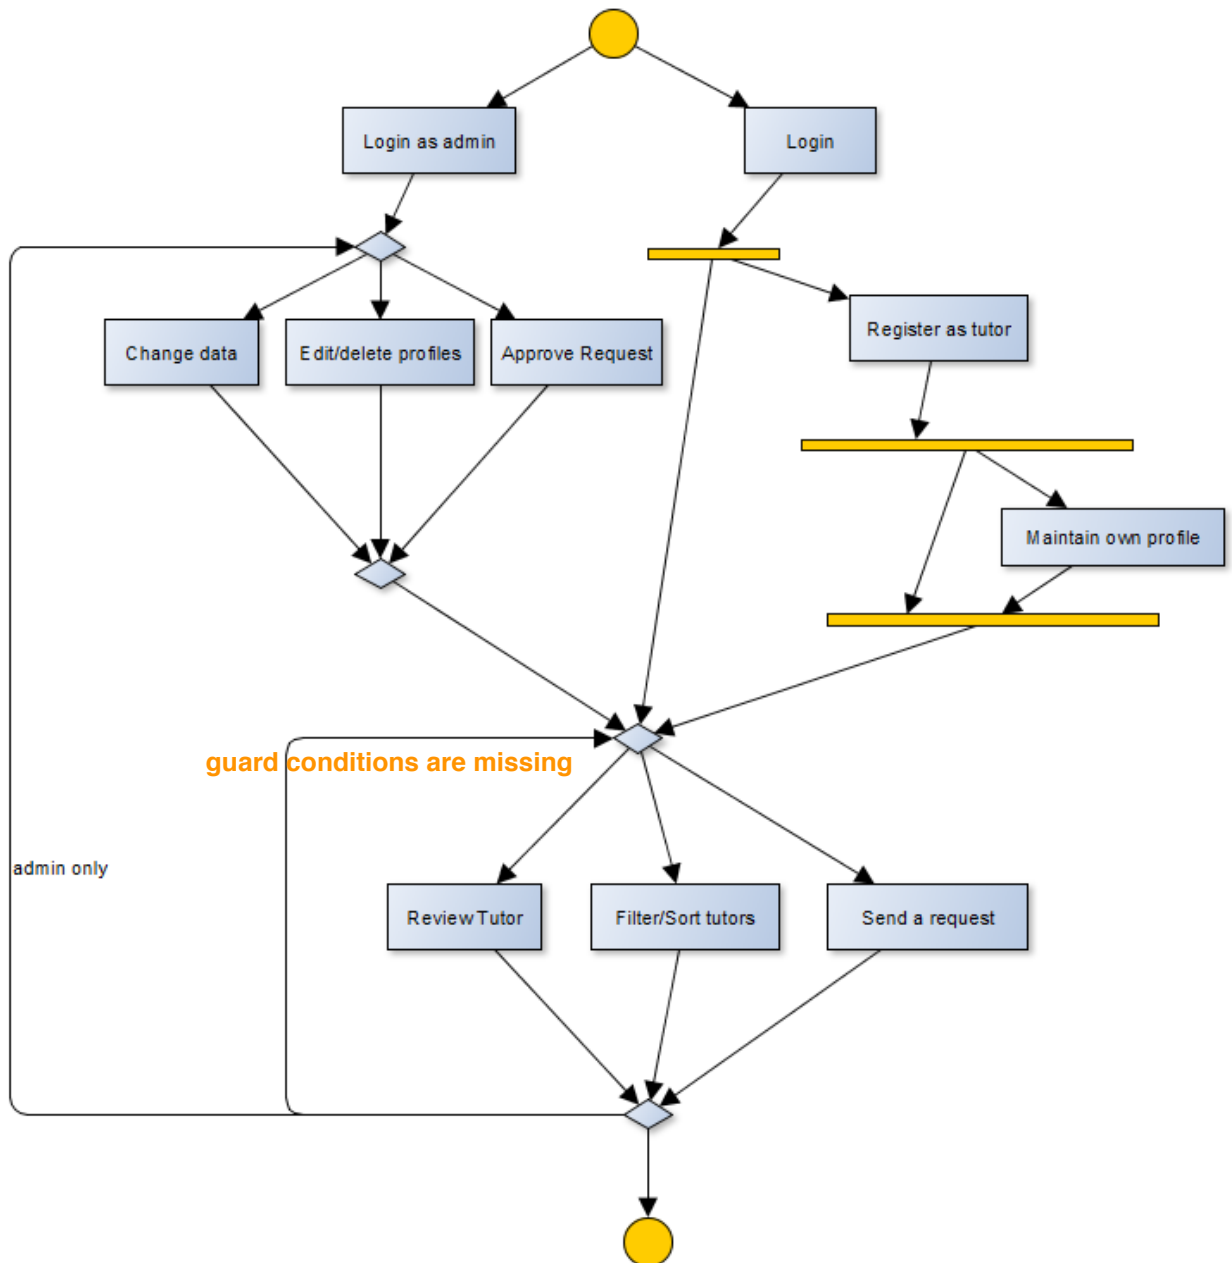 Login as admin
Login
Register as tutor
Change data
Edit/delete profiles
Approve Request
Maintain own profile
guard conditions are missing
admin only
Review Tutor
Filter/Sort tutors
Send a request